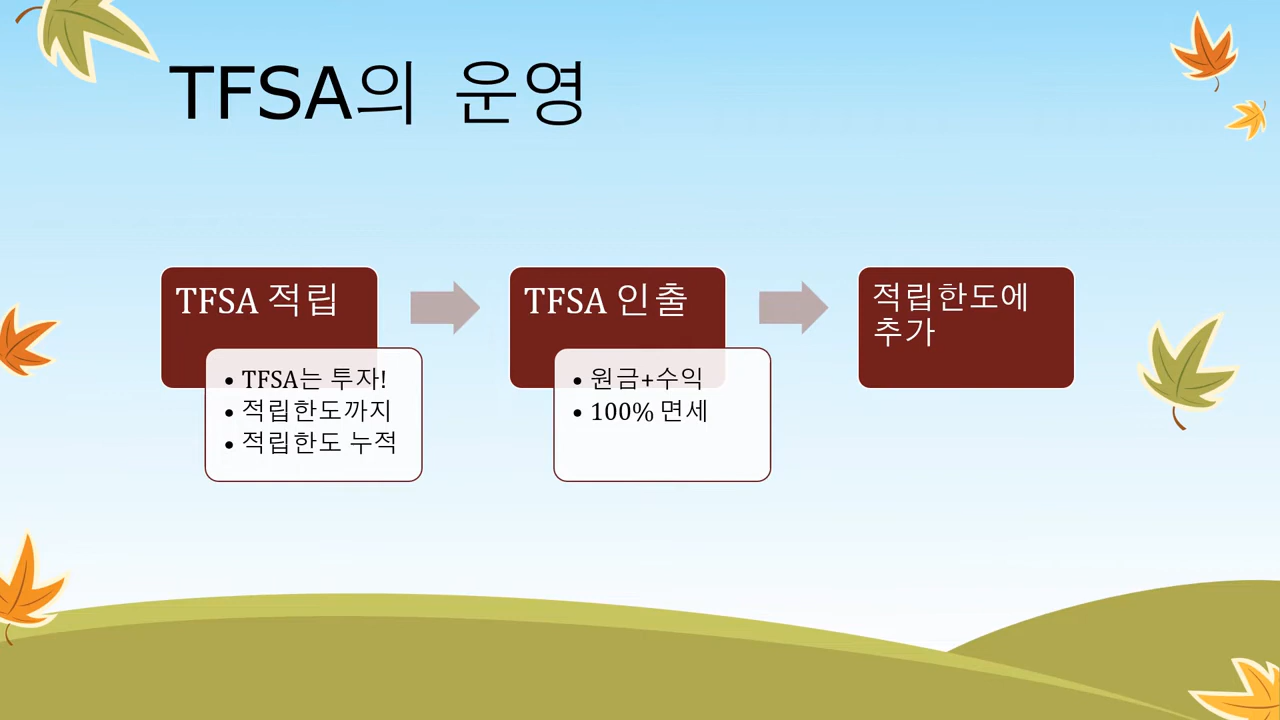 TFSA의 운영
TFSA 적립
• TFSA는 투자!
• 적립한도까지
• 적립한도 누적
TFSA 인출
• 원금+수익
• 100% 면세
적립한도에
추가